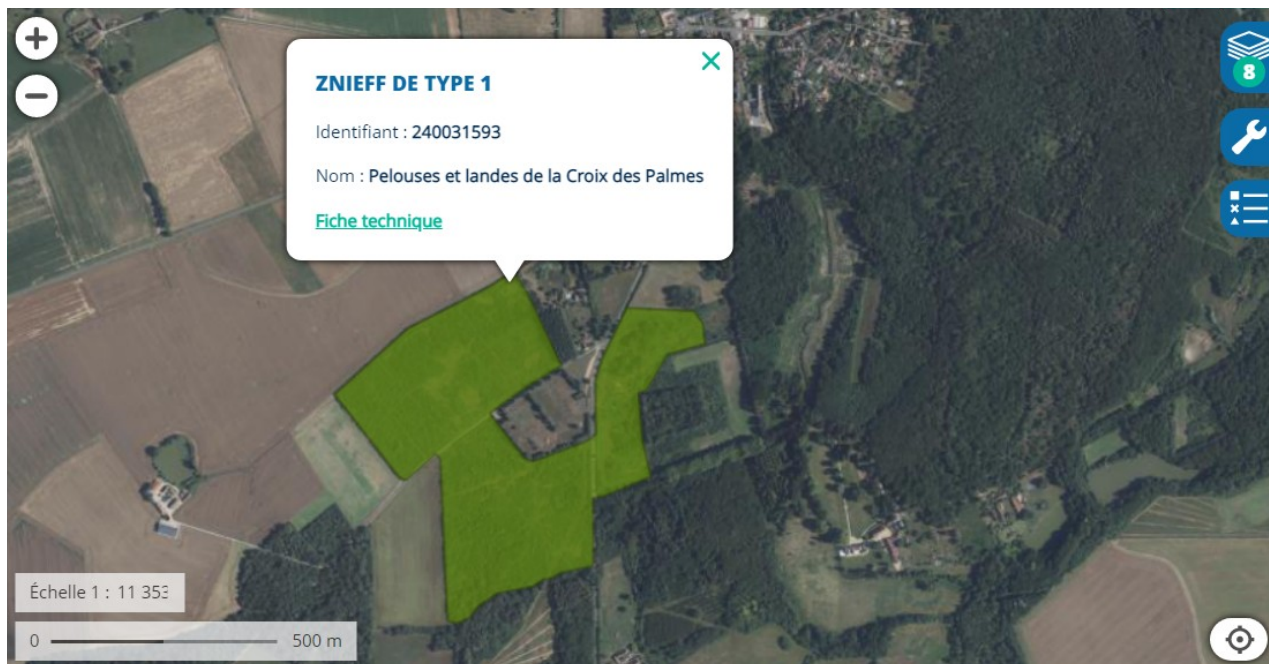 ZNIEFF DE TYPE 1
Identifiant : 240031593
Nom : Pelouses et landes de la Croix des Palmes
Fiche technique
8
Échelle 1 : 11 353
0 500 m